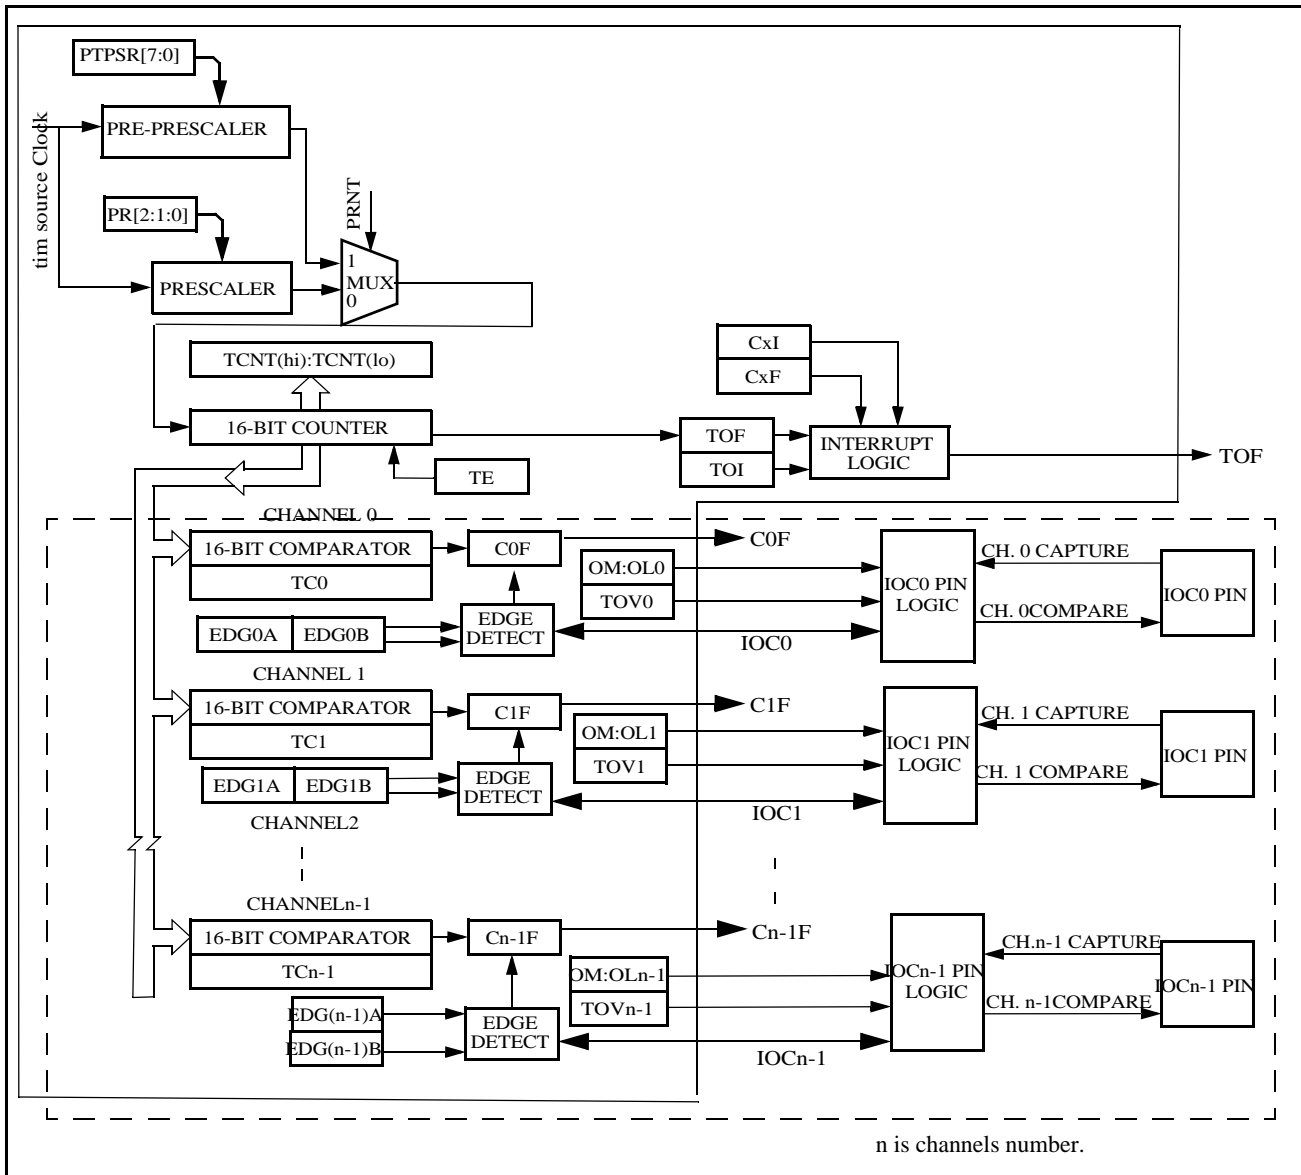 PTPSR[7:0]
tim source Clock
PRE-PRESCALER
PR[2:1:0]
PRNT
PRESCALER
1
MUX
0
TCNT(hi):TCNT(lo)
CxI
CxF
16-BIT COUNTER
TOF
TOI
INTERRUPT
LOGIC
TOF
TE
CHANNEL 0
16-BIT COMPARATOR
TC0
C0F
C0F
OM:OL0
TOV0
EDG0A
EDG0B
EDGE
DETECT
IOC0
IOC0 PIN
LOGIC
CH. 0 CAPTURE
CH. 0COMPARE
IOC0 PIN
CHANNEL 1
16-BIT COMPARATOR
TC1
C1F
C1F
OM:OL1
TOV1
EDG1A
EDG1B
EDGE
DETECT
IOC1
IOC1 PIN
LOGIC
CH. 1 CAPTURE
CH. 1 COMPARE
IOC1 PIN
CHANNEL2
CHANNELn-1
16-BIT COMPARATOR
TCn-1
Cn-1F
Cn-1F
OM:OLn-1
TOVn-1
EDG(n-1)A
EDG(n-1)B
EDGE
DETECT
IOCn-1
IOCn-1 PIN
LOGIC
CH.n-1 CAPTURE
CH. n-1COMPARE
IOCn-1 PIN
n is channels number.